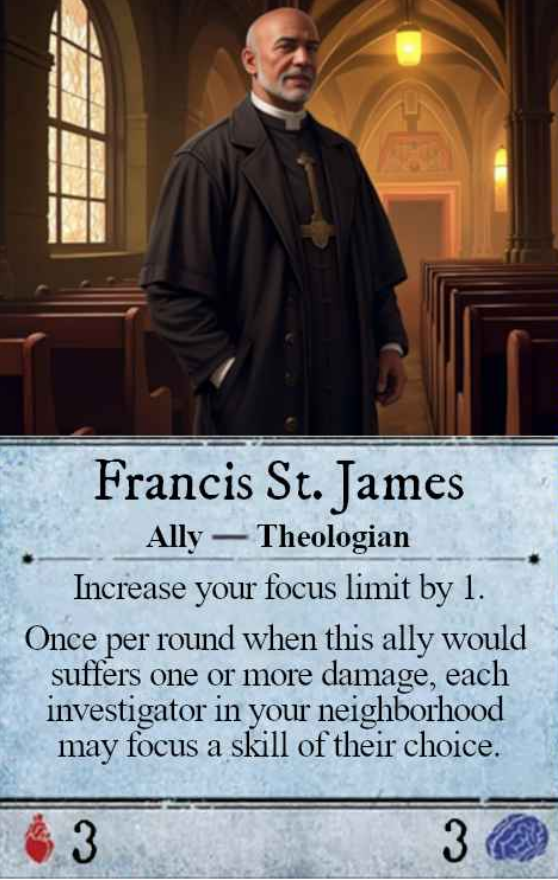 Francis St. James
Ally — Theologian
Increase your focus limit by 1.
Once per round when this ally would
suffers one or more damage, each
investigator in your neighborhood
may focus a skill of their choice.
3 3